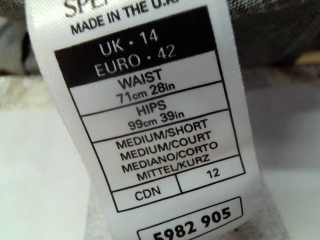 MADE IN THE U.K.
UK • 14
EURO • 42
WAIST
71cm 28in
HIPS
99cm 39in
MEDIUM/SHORT
MEDIUM/COURT
MEDIANO/CORTO
MITTEL/KURZ
CDN 12
5982 905